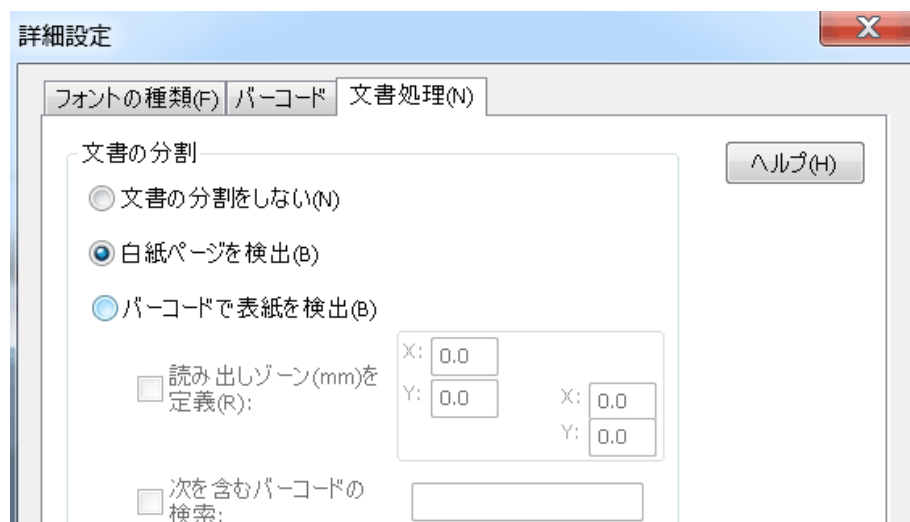 詳細設定
フォントの種類(F) バーコード 文書処理(N)
文書の分割
ヘルプ(H)
文書の分割をしない(N)
白紙ページを検出(B)
バーコードで表紙を検出(B)
読み出しゾーン(mm)を
定義(R):
X: 0.0
Y: 0.0
X: 0.0
Y: 0.0
次を含むバーコードの
検索: